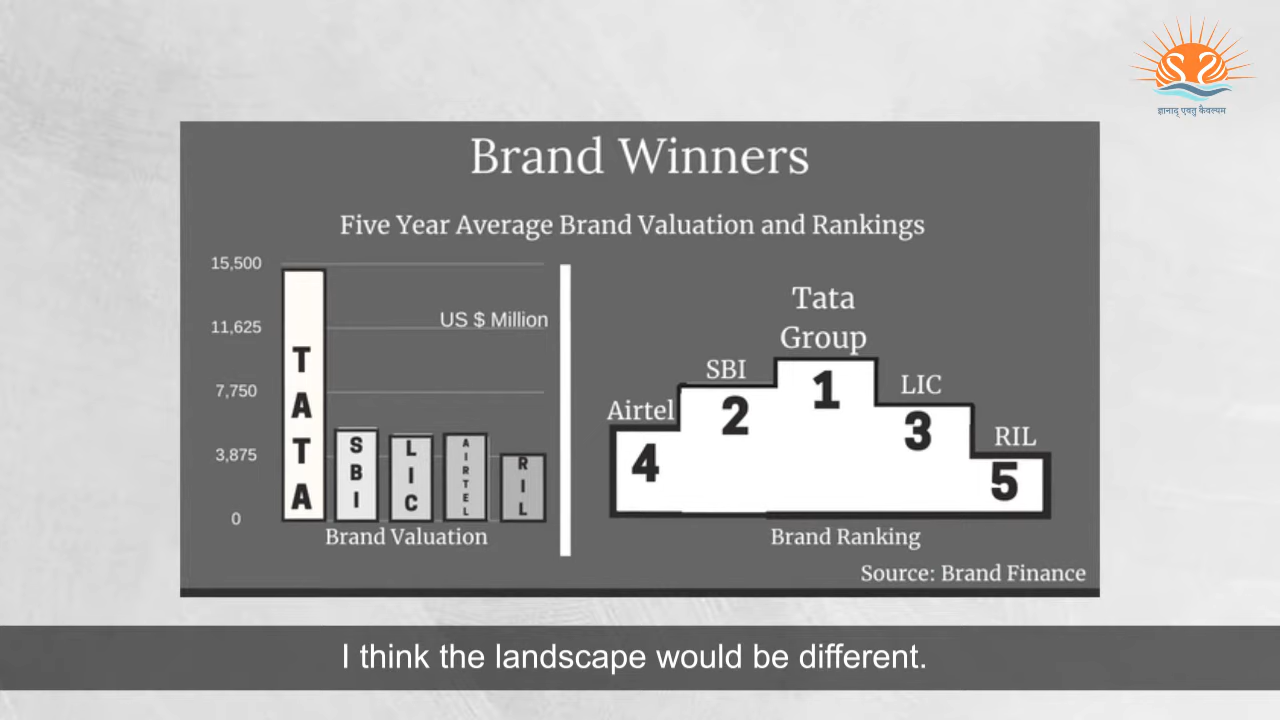 ज्ञानाद् एवतु कैवल्यम
Brand Winners
Five Year Average Brand Valuation and Rankings
15,500
11,625
7,750
3,875
0
US $ Million
TATA
SBI
LIC
AIRTEL
RIL
Brand Valuation
Tata
Group
SBI
LIC
Airtel
RIL
1
2
3
4
5
Brand Ranking
Source: Brand Finance
I think the landscape would be different.